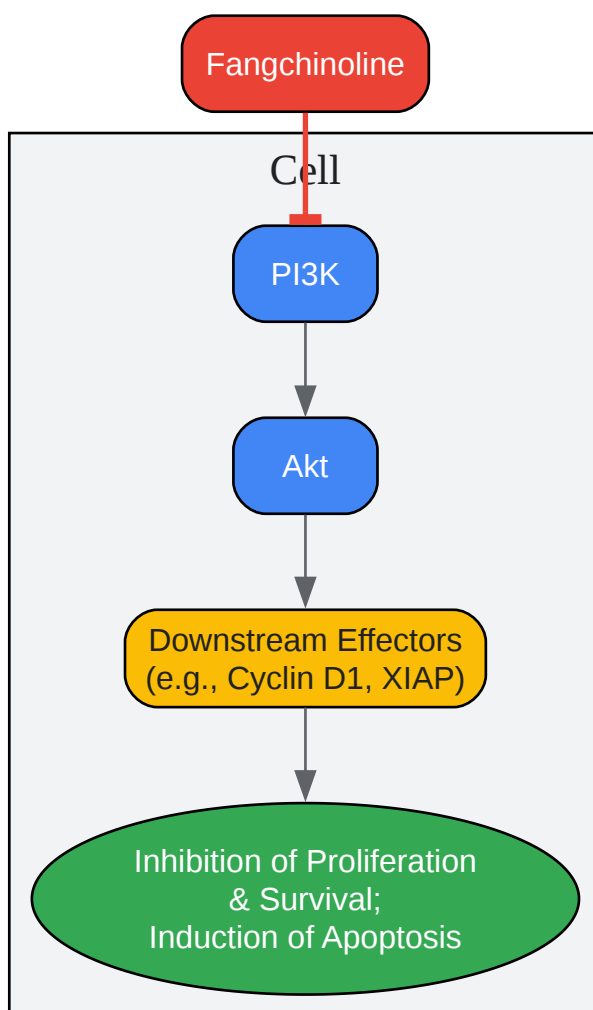 Fangchinoline
Cell
PI3K
Akt
Downstream Effectors
(e.g., Cyclin D1, XIAP)
Inhibition of Proliferation
& Survival;
Induction of Apoptosis